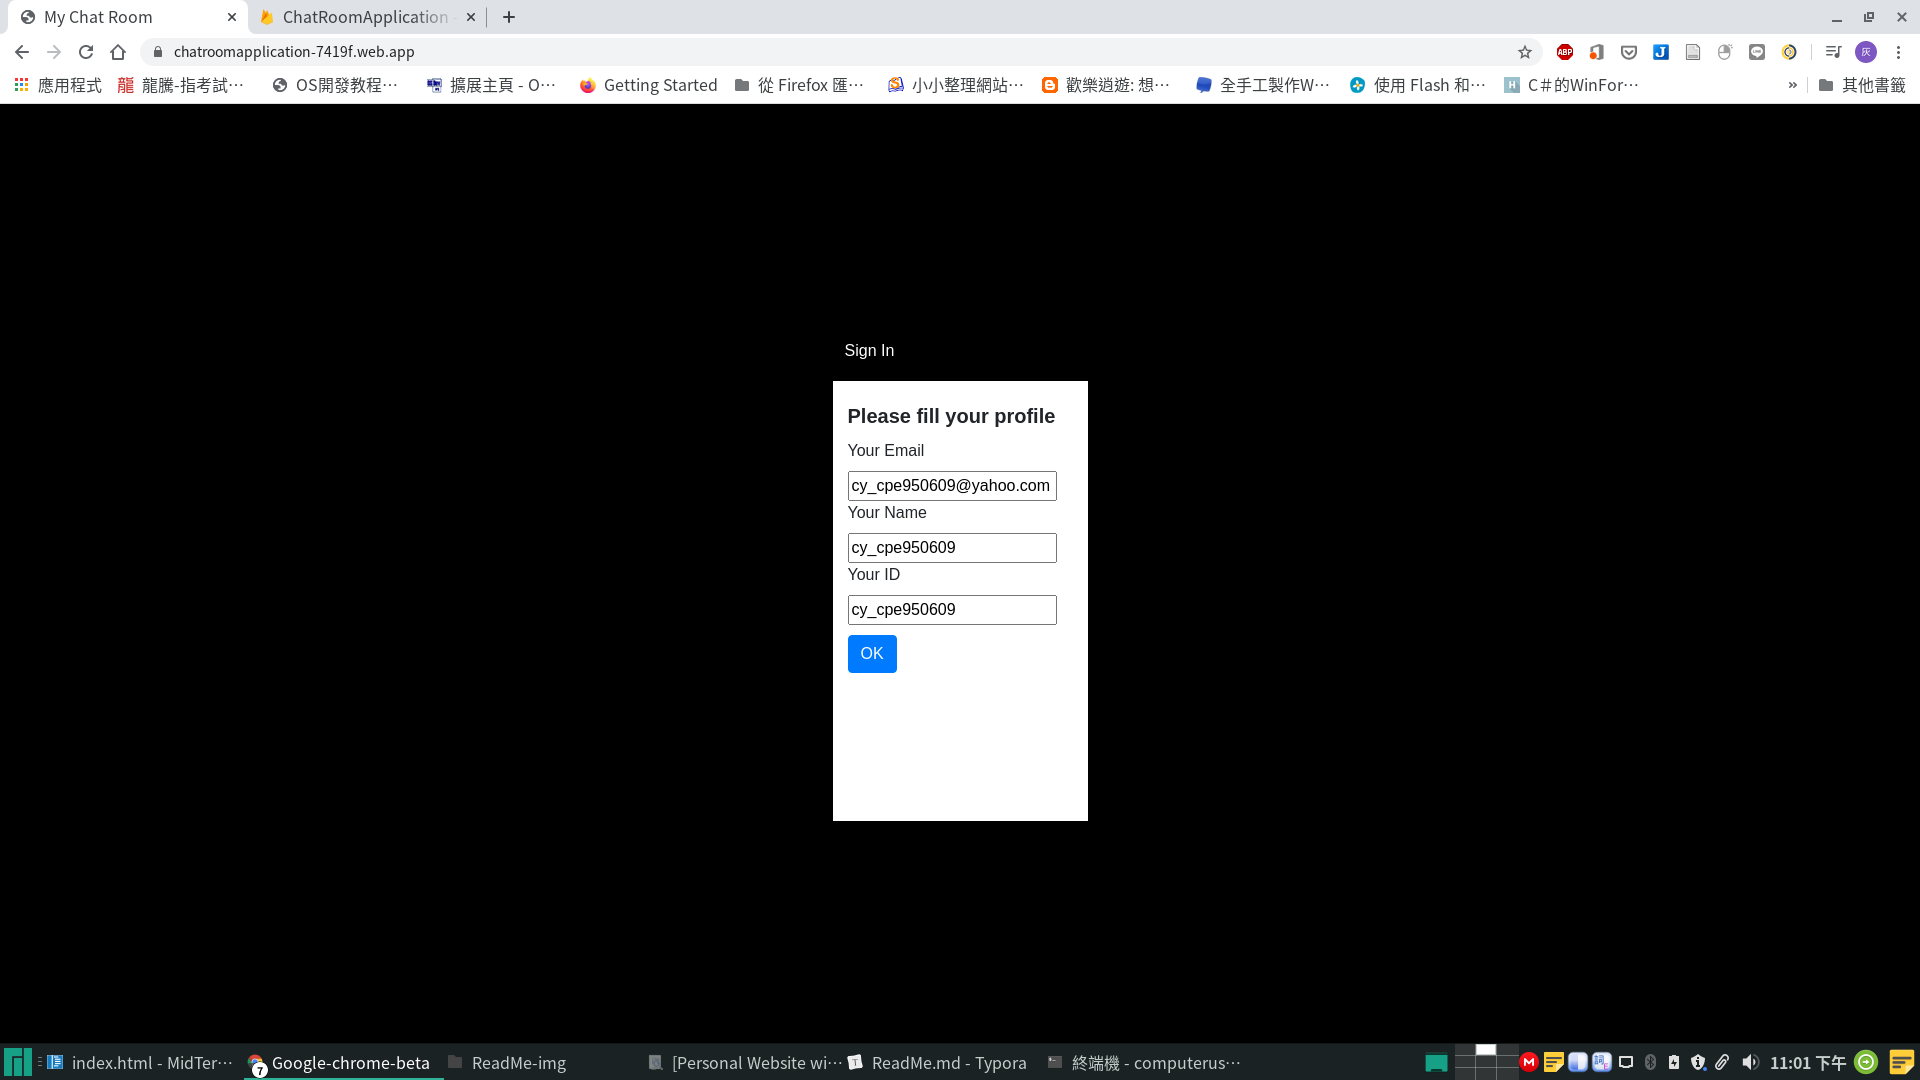 My Chat Room
ChatRoomApplication
chatroomapplication-7419f.web.app
ABP
灰
應用程式
龍 龍騰-指考試…
OS開發教程…
擴展主頁 - O…
Getting Started
從 Firefox 匯…
小小整理網站…
歡樂逍遊: 想…
全手工製作W…
使用 Flash 和…
H C#的WinFor…
»
其他書籤
Sign In
Please fill your profile
Your Email
cy_cpe950609@yahoo.com
Your Name
cy_cpe950609
Your ID
cy_cpe950609
OK
index.html - MidTer…
7
Google-chrome-beta
ReadMe-img
[Personal Website wi…
T ReadMe.md - Typora
終端機 - computerus…
11:01 下午